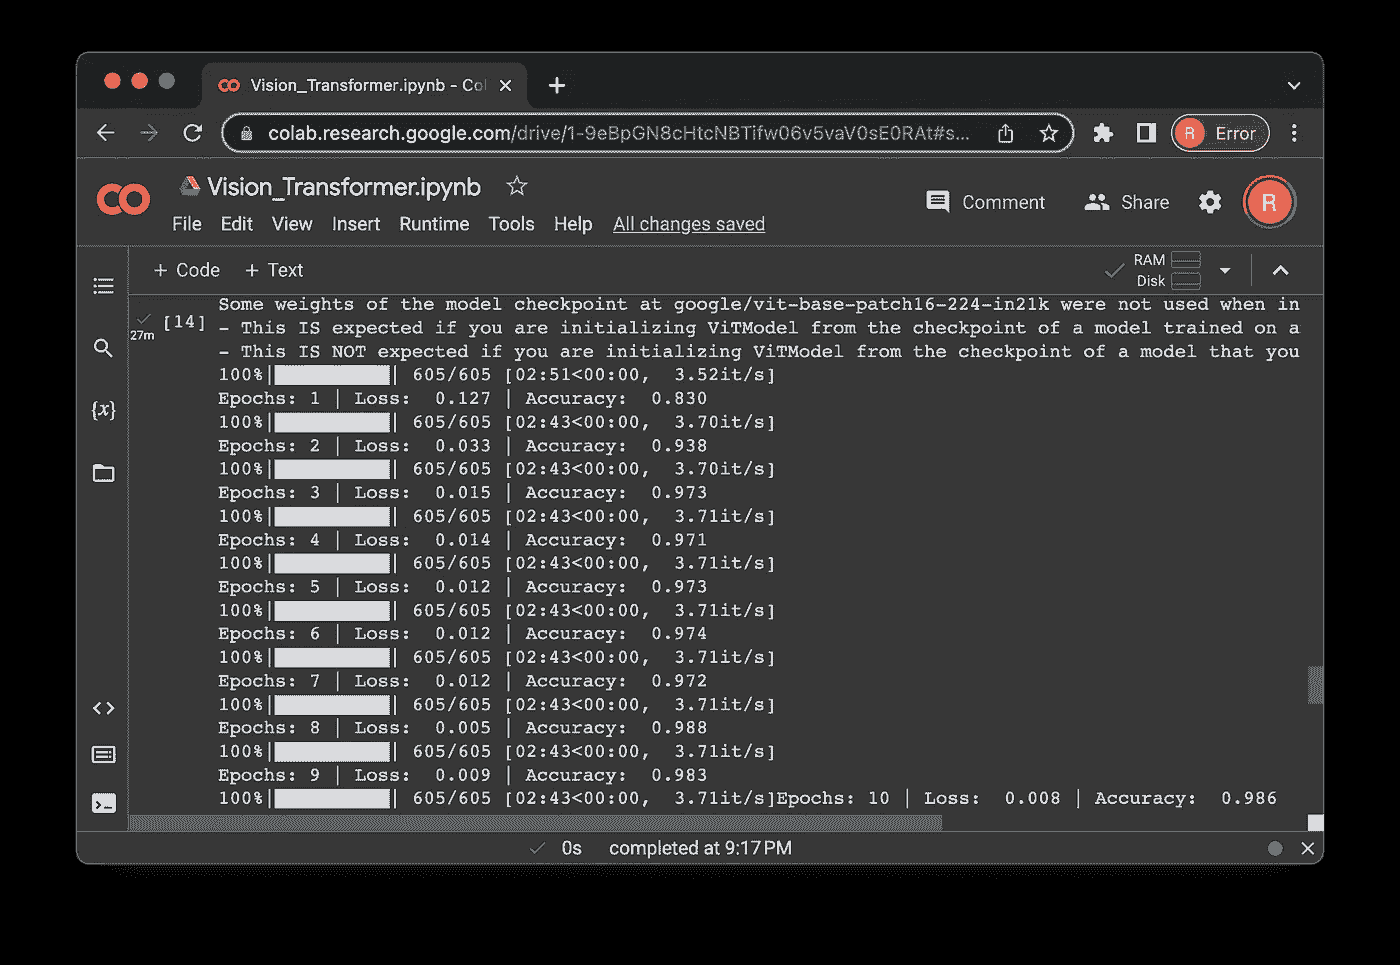 Vision_Transformer.ipynb - Col
colab.research.google.com/drive/1-9eBpGN8cHtcNBTifw06v5vaV0sE0RAt#s...
R Error
Vision_Transformer.ipynb
File Edit View Insert Runtime Tools Help All changes saved
Comment Share R
+ Code + Text
RAM
Disk
Some weights of the model checkpoint at google/vit-base-patch16-224-in21k were not used when in
27m [14] - This IS expected if you are initializing ViTModel from the checkpoint of a model trained on a
- This IS NOT expected if you are initializing ViTModel from the checkpoint of a model that you
100%| | 605/605 [02:51<00:00, 3.52it/s]
Epochs: 1 | Loss: 0.127 | Accuracy: 0.830
100%| | 605/605 [02:43<00:00, 3.70it/s]
Epochs: 2 | Loss: 0.033 | Accuracy: 0.938
100%| | 605/605 [02:43<00:00, 3.70it/s]
Epochs: 3 | Loss: 0.015 | Accuracy: 0.973
100%| | 605/605 [02:43<00:00, 3.71it/s]
Epochs: 4 | Loss: 0.014 | Accuracy: 0.971
100%| | 605/605 [02:43<00:00, 3.71it/s]
Epochs: 5 | Loss: 0.012 | Accuracy: 0.973
100%| | 605/605 [02:43<00:00, 3.71it/s]
Epochs: 6 | Loss: 0.012 | Accuracy: 0.974
100%| | 605/605 [02:43<00:00, 3.71it/s]
Epochs: 7 | Loss: 0.012 | Accuracy: 0.972
100%| | 605/605 [02:43<00:00, 3.71it/s]
Epochs: 8 | Loss: 0.005 | Accuracy: 0.988
100%| | 605/605 [02:43<00:00, 3.71it/s]
Epochs: 9 | Loss: 0.009 | Accuracy: 0.983
100%| | 605/605 [02:43<00:00, 3.71it/s]Epochs: 10 | Loss: 0.008 | Accuracy: 0.986
0s completed at 9:17 PM